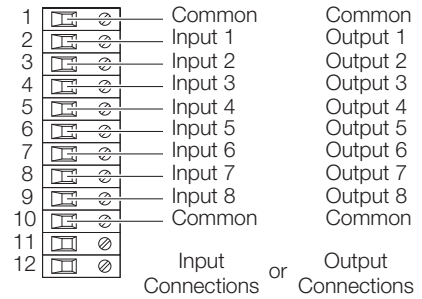 1 Common Common
2 Input 1 Output 1
3 Input 2 Output 2
4 Input 3 Output 3
5 Input 4 Output 4
6 Input 5 Output 5
7 Input 6 Output 6
8 Input 7 Output 7
9 Input 8 Output 8
10 Common Common
11
12
Input Connections or Output Connections